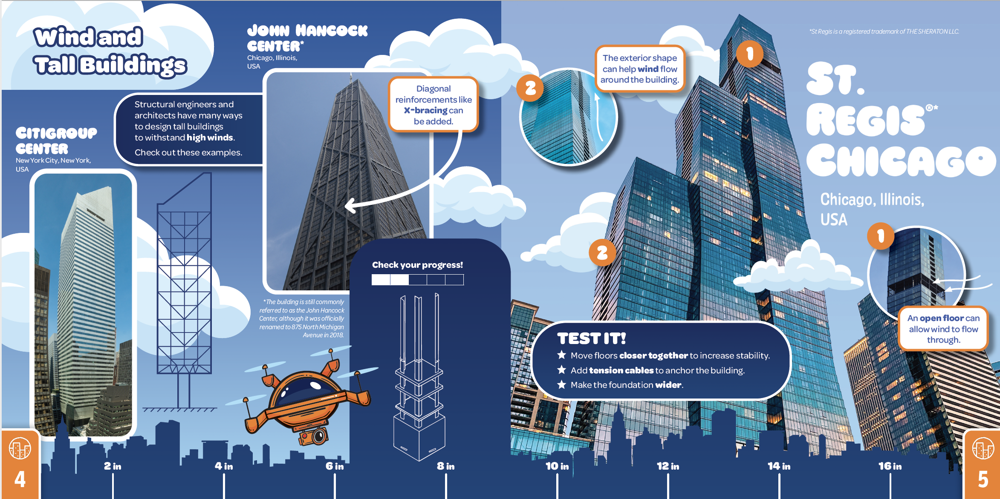 Wind and
Tall Buildings
Structural engineers and
architects have many ways
to design tall buildings
to withstand high winds.
Check out these examples.
CITIGROUP
CENTER
New York City, New York,
USA
JOHN HANCOCK
CENTER*
Chicago, Illinois,
USA
Diagonal
reinforcements like
X-bracing can
be added.
*The building is still commonly
referred to as the John Hancock
Center, although it was officially
renamed to 875 North Michigan
Avenue in 2018.
Check your progress!
*St Regis is a registered trademark of THE SHERATON LLC.
ST.
REGIS®*
CHICAGO
Chicago, Illinois,
USA
1
2
The exterior shape
can help wind flow
around the building.
2
1
An open floor can
allow wind to flow
through.
TEST IT!
★ Move floors closer together to increase stability.
★ Add tension cables to anchor the building.
★ Make the foundation wider.
2 in
4 in
6 in
8 in
10 in
12 in
14 in
16 in
4
5